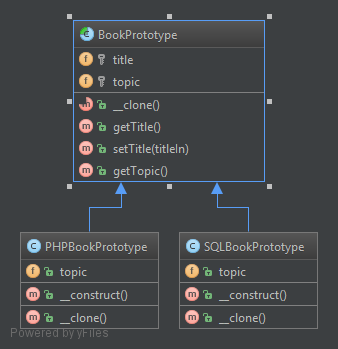 BookPrototype
title
topic
__clone()
getTitle()
setTitle(titleIn)
getTopic()
PHPBookPrototype
topic
__construct()
__clone()
SQLBookPrototype
topic
__construct()
__clone()
Powered by yFiles